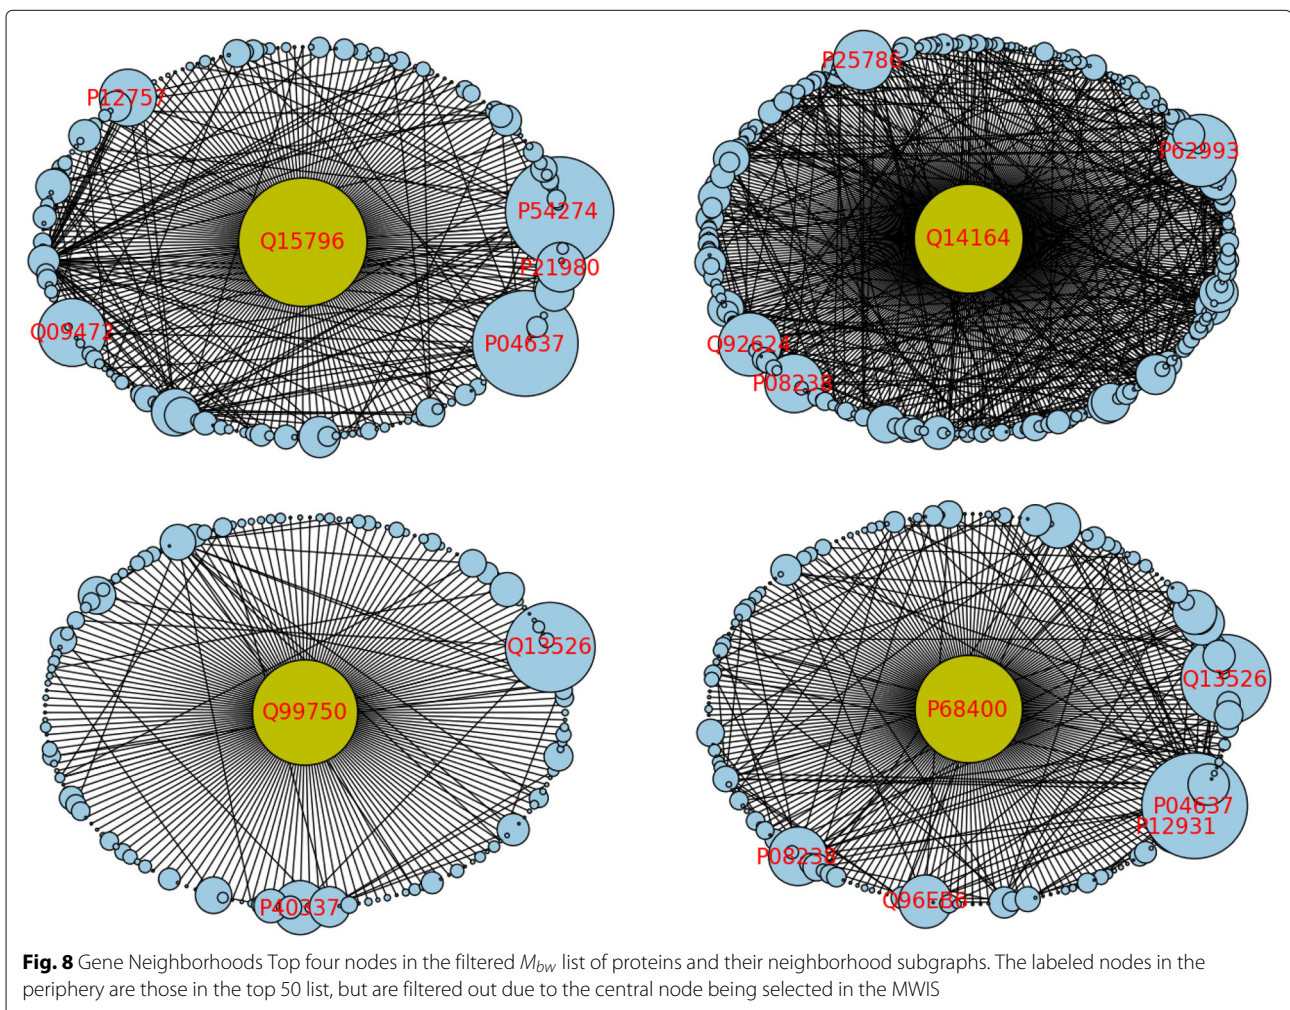 P12757
Q15796
P54274
P21980
Q09472
P04637
P25786
P62993
Q14164
Q92624
P08238
Q13526
Q99750
P40337
Q13526
P68400
P04637
P12931
P08238
Q96EB6
Fig. 8 Gene Neighborhoods Top four nodes in the filtered Mbw list of proteins and their neighborhood subgraphs. The labeled nodes in the
periphery are those in the top 50 list, but are filtered out due to the central node being selected in the MWIS